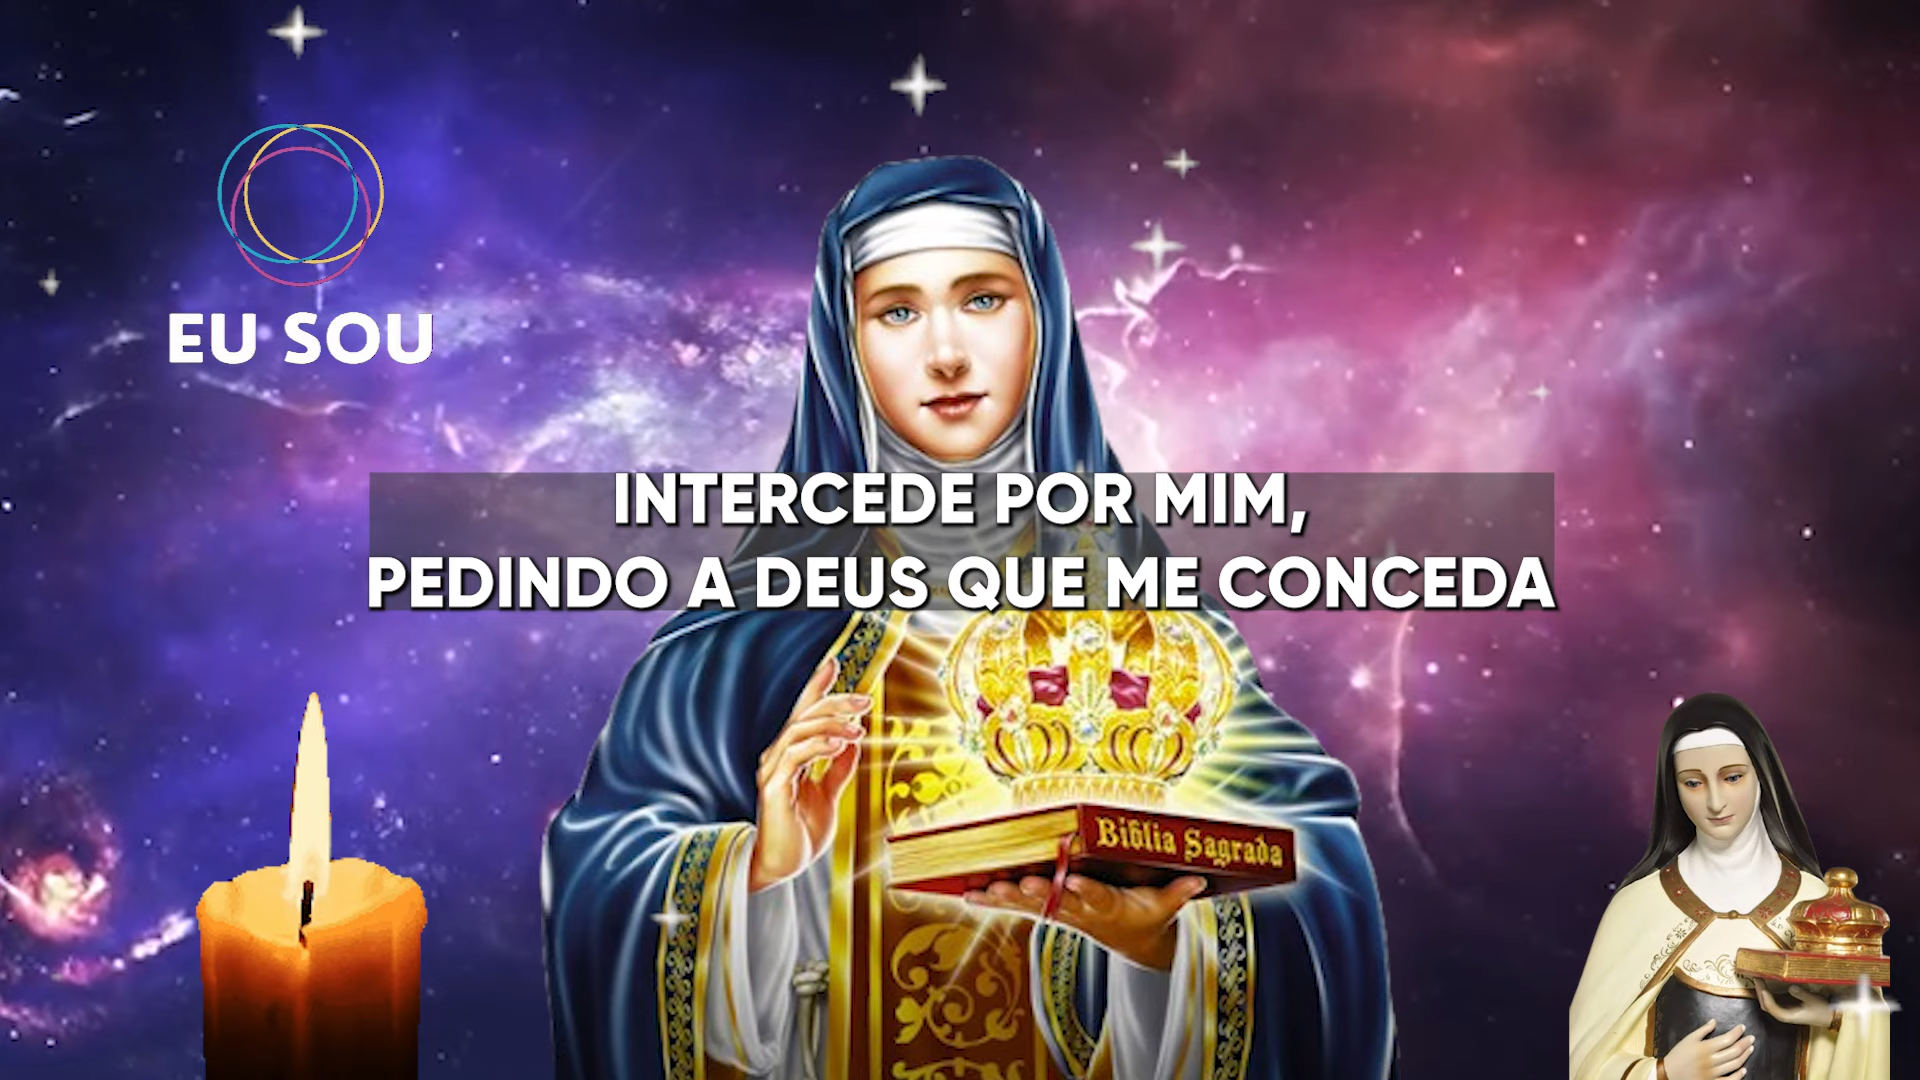 EU SOU
INTERCEDE POR MIM,
PEDINDO A DEUS QUE ME CONCEDA
Bíblia Sagrada